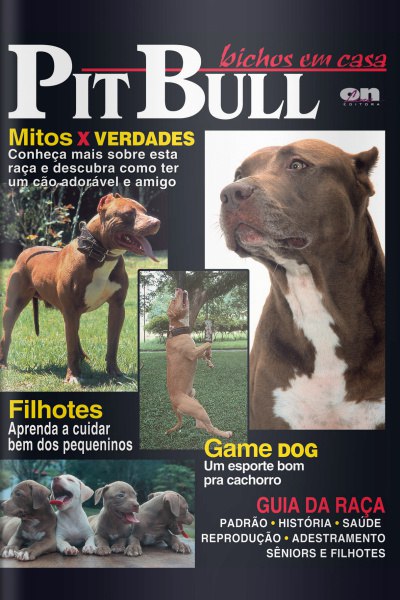 bichos em casa
PIT BULL
on
EDITORA
Mitos X VERDADES
Conheça mais sobre esta
raça e descubra como ter
um cão adorável e amigo
Filhotes
Aprenda a cuidar
bem dos pequeninos
Game DOG
Um esporte bom
pra cachorro
GUIA DA RAÇA
PADRÃO • HISTÓRIA • SAÚDE
REPRODUÇÃO • ADESTRAMENTO
SÊNIORS E FILHOTES